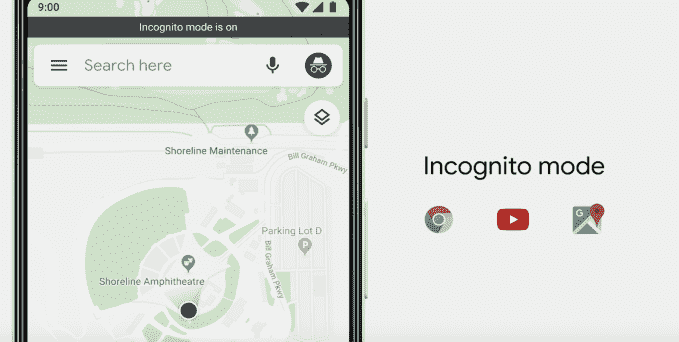 9:00
Incognito mode is on
Search here
Shoreline Maintenance
Bill Graham Pkwy
Parking Lot D
P
Bill Graham Pkwy
Shoreline Amphitheatre
Incognito mode
G